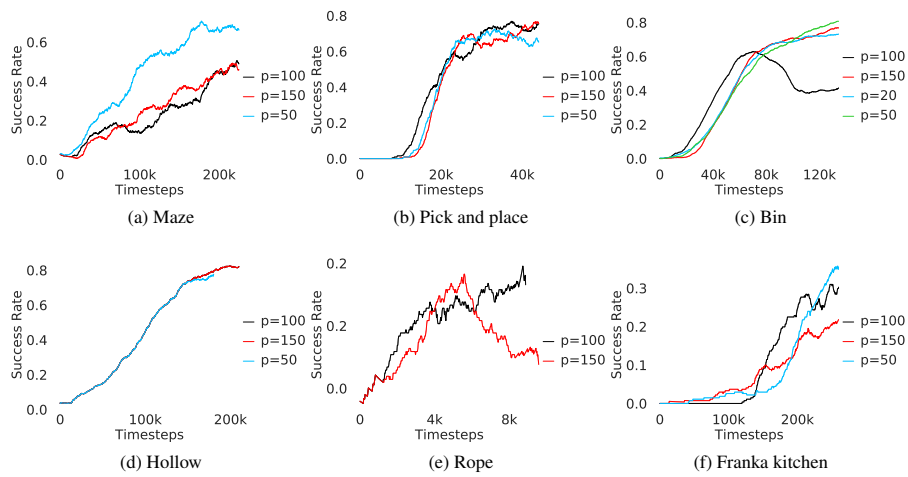 Success Rate
0.6
0.4
0.2
0.0
0
100k
200k
Timesteps
p=100
p=150
p=50
(a) Maze
Success Rate
0.8
0.6
0.4
0.2
0.0
0
20k
40k
Timesteps
p=100
p=150
p=50
(b) Pick and place
Success Rate
0.8
0.6
0.4
0.2
0.0
0
40k
80k
120k
Timesteps
p=100
p=150
p=20
p=50
(c) Bin
Success Rate
0.8
0.6
0.4
0.2
0.0
0
100k
200k
Timesteps
p=100
p=150
p=50
(d) Hollow
Success Rate
0.2
0.2
0.0
0
4k
8k
Timesteps
p=100
p=150
(e) Rope
Success Rate
0.3
0.2
0.1
0.0
0
100k
200k
Timesteps
p=100
p=150
p=50
(f) Franka kitchen